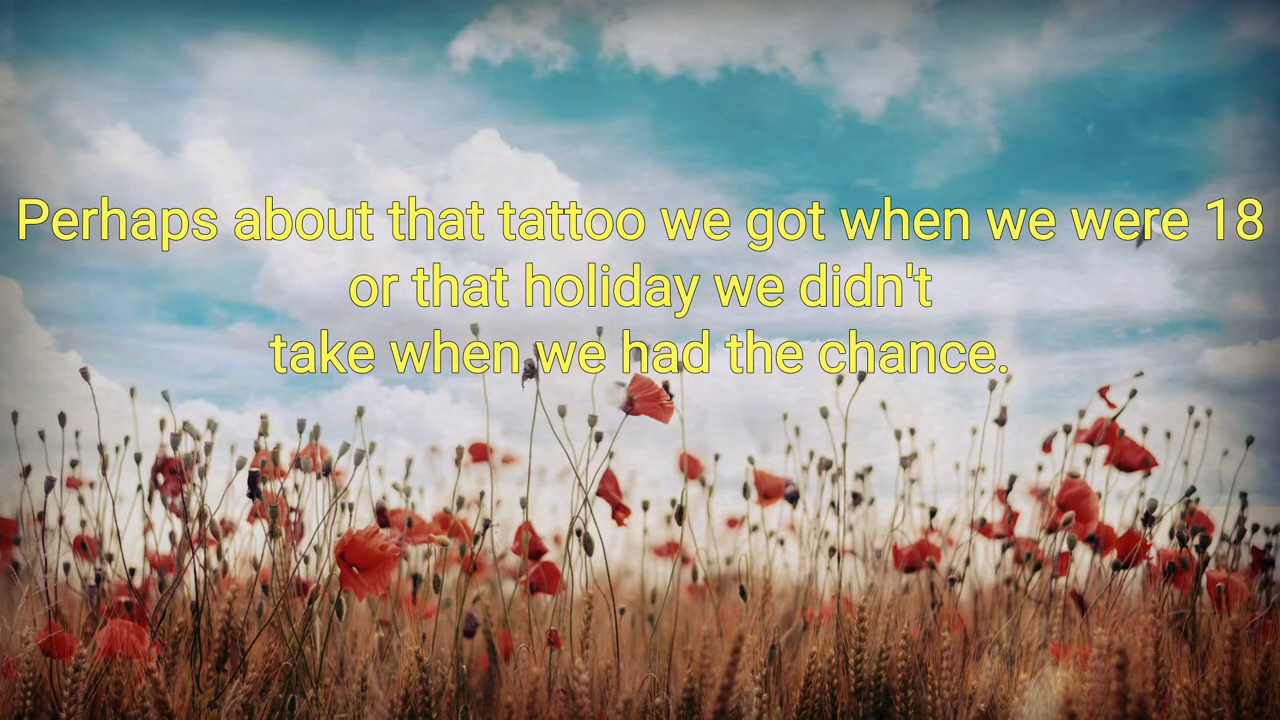 Perhaps about that tattoo we got when we were 18
or that holiday we didn't
take when we had the chance.